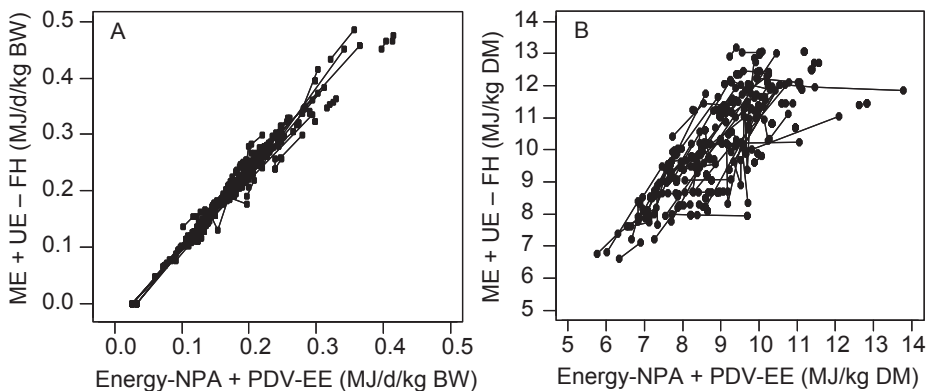 A
ME + UE – FH (MJ/d/kg BW)
0.5
0.4
0.3
0.2
0.1
0.0
0.0 0.1 0.2 0.3 0.4 0.5
Energy-NPA + PDV-EE (MJ/d/kg BW)
B
ME + UE – FH (MJ/kg DM)
14
13
12
11
10
9
8
7
6
5
5 6 7 8 9 10 11 12 13 14
Energy-NPA + PDV-EE (MJ/kg DM)